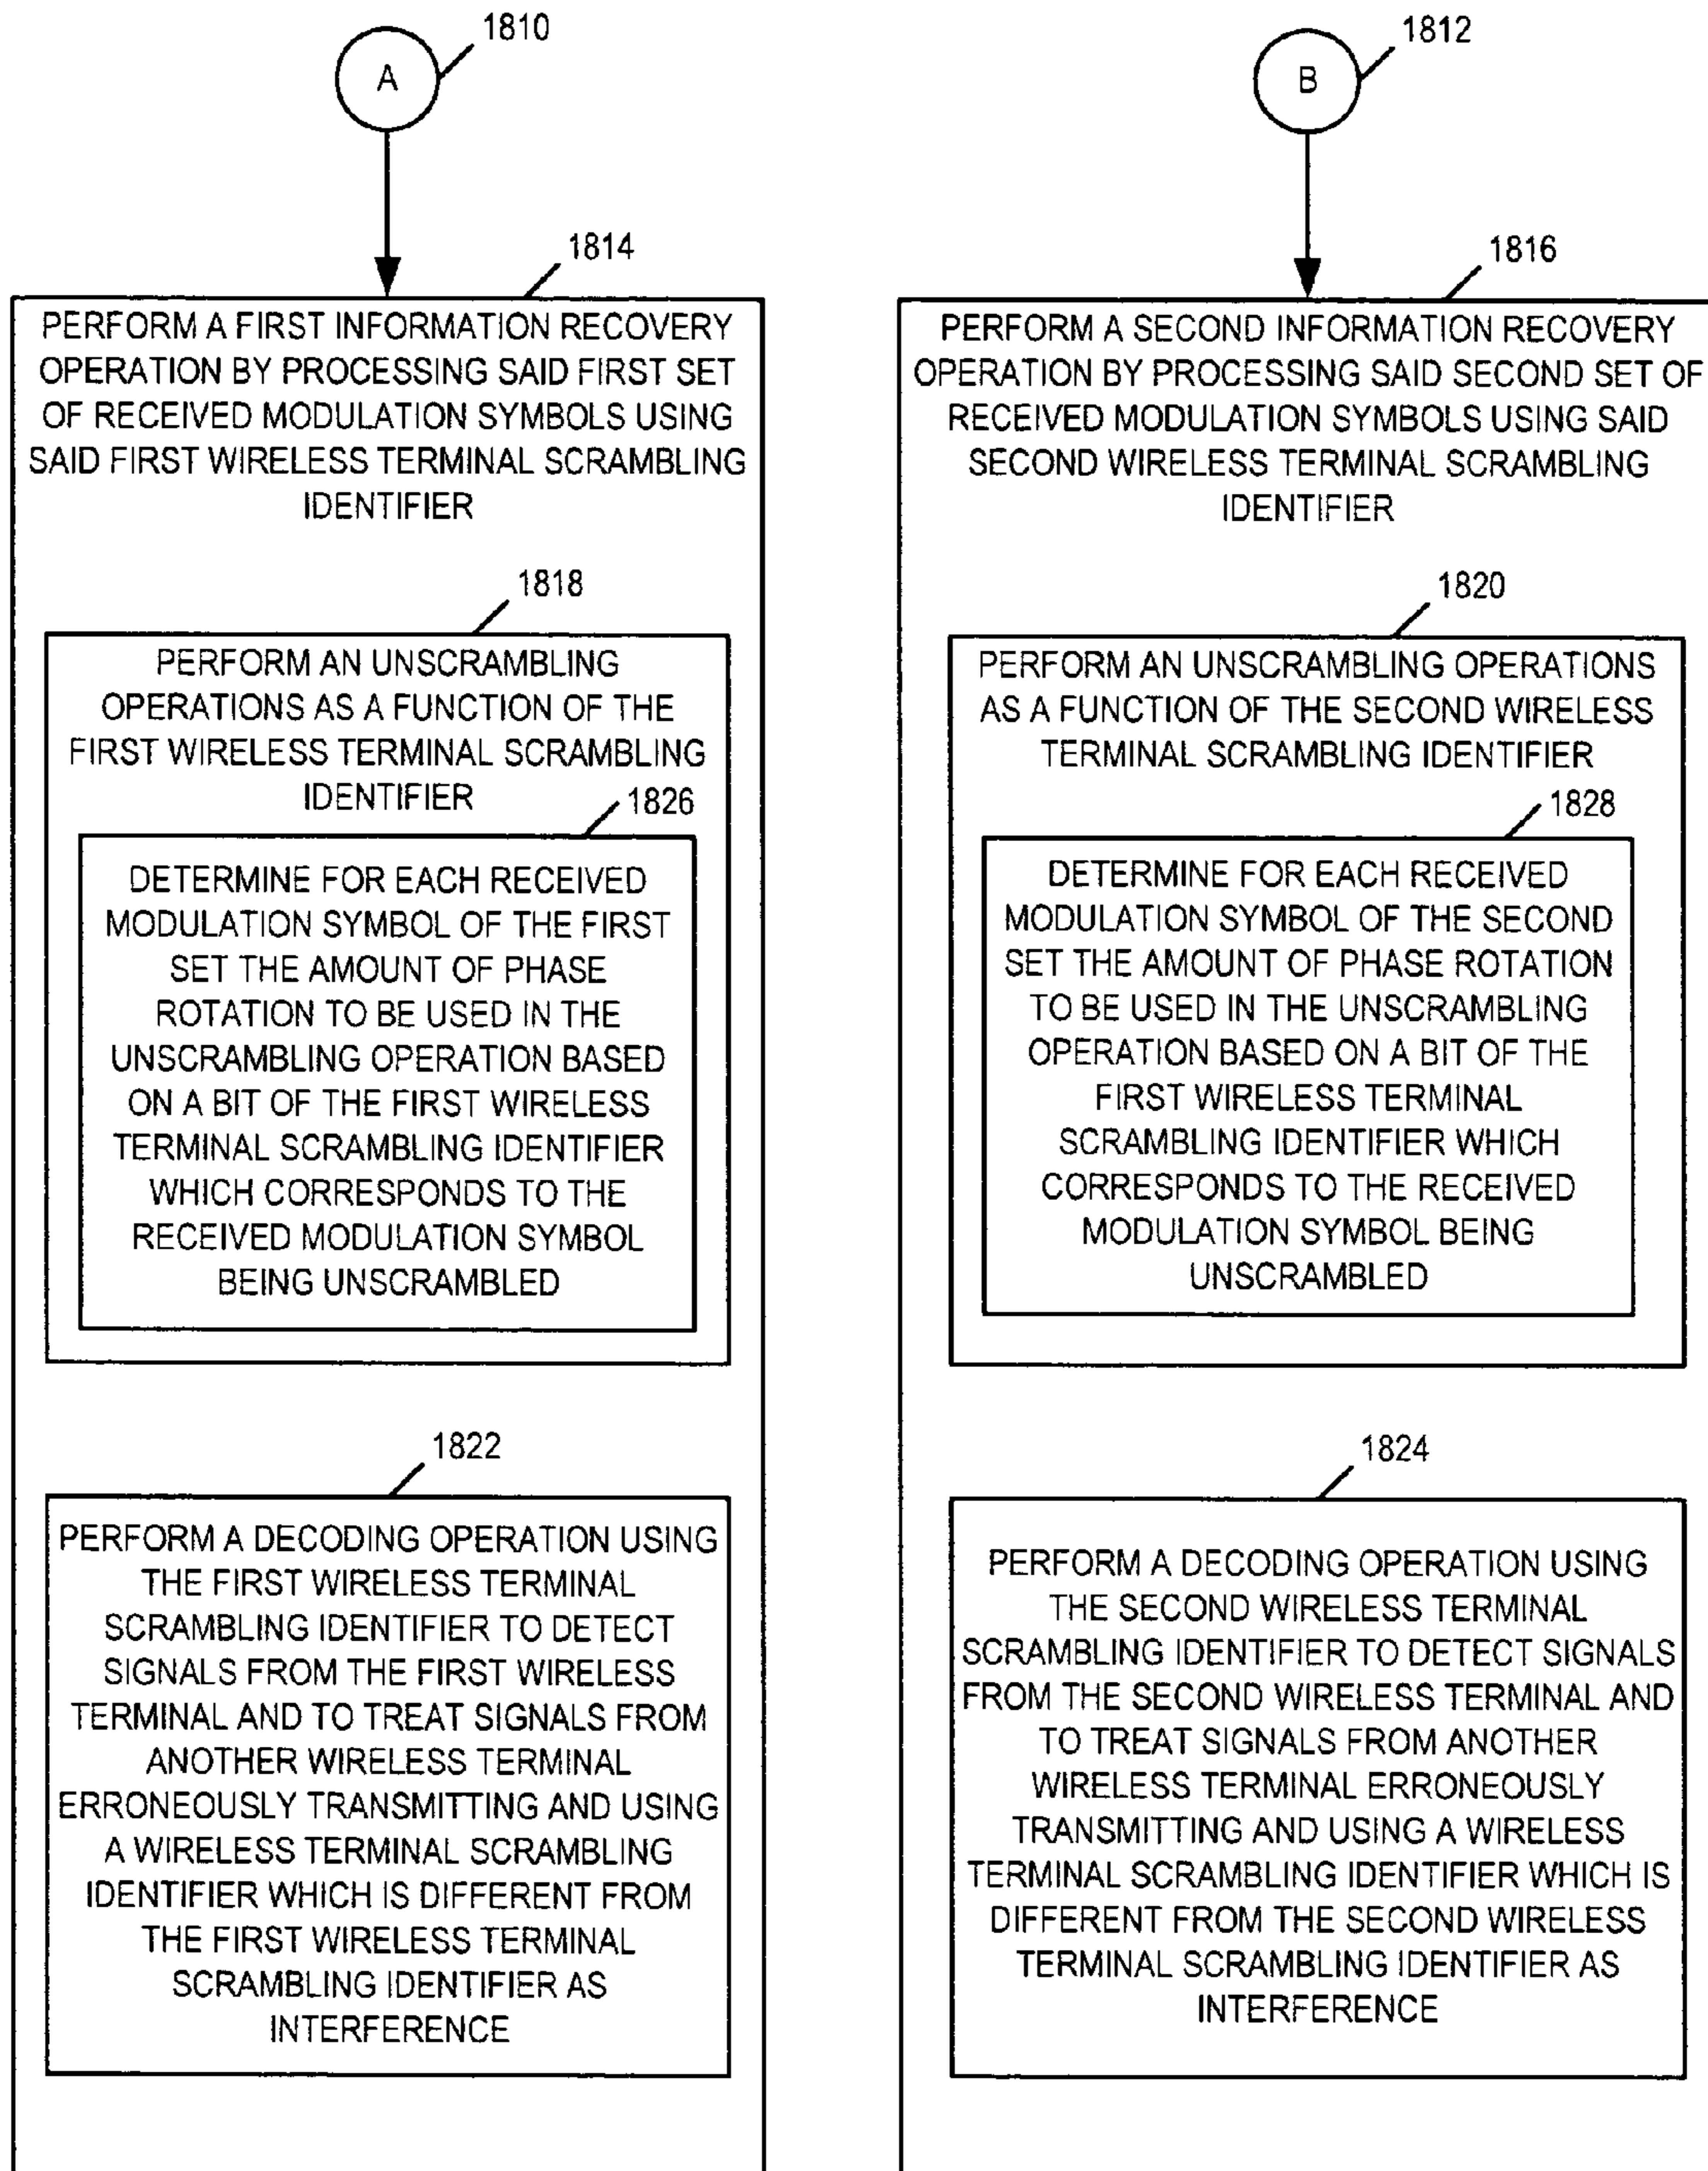 1810
A
1814
PERFORM A FIRST INFORMATION RECOVERY
OPERATION BY PROCESSING SAID FIRST SET
OF RECEIVED MODULATION SYMBOLS USING
SAID FIRST WIRELESS TERMINAL SCRAMBLING
IDENTIFIER
1818
PERFORM AN UNSCRAMBLING
OPERATIONS AS A FUNCTION OF THE
FIRST WIRELESS TERMINAL SCRAMBLING
IDENTIFIER
1826
DETERMINE FOR EACH RECEIVED
MODULATION SYMBOL OF THE FIRST
SET THE AMOUNT OF PHASE
ROTATION TO BE USED IN THE
UNSCRAMBLING OPERATION BASED
ON A BIT OF THE FIRST WIRELESS
TERMINAL SCRAMBLING IDENTIFIER
WHICH CORRESPONDS TO THE
RECEIVED MODULATION SYMBOL
BEING UNSCRAMBLED
1822
PERFORM A DECODING OPERATION USING
THE FIRST WIRELESS TERMINAL
SCRAMBLING IDENTIFIER TO DETECT
SIGNALS FROM THE FIRST WIRELESS
TERMINAL AND TO TREAT SIGNALS FROM
ANOTHER WIRELESS TERMINAL
ERRONEOUSLY TRANSMITTING AND USING
A WIRELESS TERMINAL SCRAMBLING
IDENTIFIER WHICH IS DIFFERENT FROM
THE FIRST WIRELESS TERMINAL
SCRAMBLING IDENTIFIER AS
INTERFERENCE
1812
B
1816
PERFORM A SECOND INFORMATION RECOVERY
OPERATION BY PROCESSING SAID SECOND SET OF
RECEIVED MODULATION SYMBOLS USING SAID
SECOND WIRELESS TERMINAL SCRAMBLING
IDENTIFIER
1820
PERFORM AN UNSCRAMBLING OPERATIONS
AS A FUNCTION OF THE SECOND WIRELESS
TERMINAL SCRAMBLING IDENTIFIER
1828
DETERMINE FOR EACH RECEIVED
MODULATION SYMBOL OF THE SECOND
SET THE AMOUNT OF PHASE ROTATION
TO BE USED IN THE UNSCRAMBLING
OPERATION BASED ON A BIT OF THE
FIRST WIRELESS TERMINAL
SCRAMBLING IDENTIFIER WHICH
CORRESPONDS TO THE RECEIVED
MODULATION SYMBOL BEING
UNSCRAMBLED
1824
PERFORM A DECODING OPERATION USING
THE SECOND WIRELESS TERMINAL
SCRAMBLING IDENTIFIER TO DETECT SIGNALS
FROM THE SECOND WIRELESS TERMINAL AND
TO TREAT SIGNALS FROM ANOTHER
WIRELESS TERMINAL ERRONEOUSLY
TRANSMITTING AND USING A WIRELESS
TERMINAL SCRAMBLING IDENTIFIER WHICH IS
DIFFERENT FROM THE SECOND WIRELESS
TERMINAL SCRAMBLING IDENTIFIER AS
INTERFERENCE